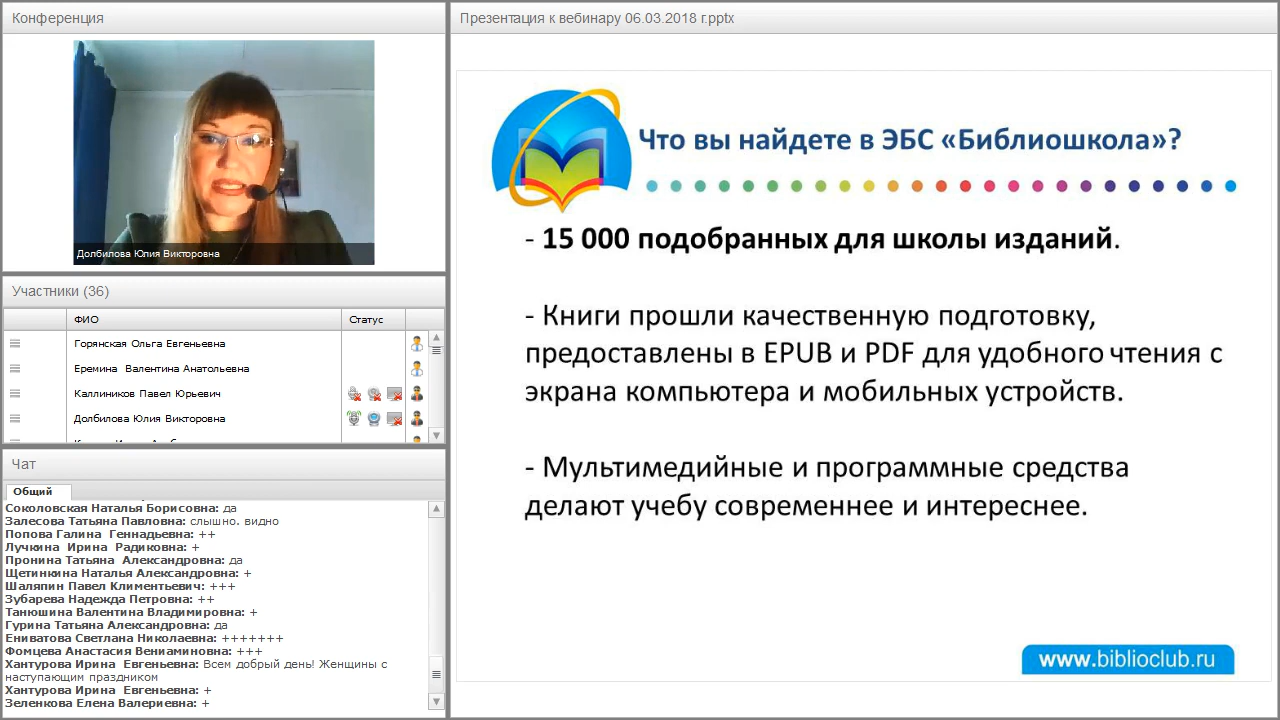 Конференция
Долбилова Юлия Викторовна
Участники (36)
ФИО
Статус
Горянская Ольга Евгеньевна
Еремина Валентина Анатольевна
Каллиников Павел Юрьевич
Долбилова Юлия Викторовна
Чат
Общий
Соколовская Наталья Борисовна: да
Залесова Татьяна Павловна: слышно. видно
Попова Галина Геннадьевна: ++
Лучкина Ирина Радиковна: +
Пронина Татьяна Александровна: да
Щетинкина Наталья Александровна: +
Шаляпин Павел Климентьевич: +++
Зубарева Надежда Петровна: ++
Танюшина Валентина Владимировна: +
Гурина Татьяна Александровна: да
Ениватова Светлана Николаевна: +++++++
Фомцева Анастасия Вениаминовна: +++
Хантурова Ирина Евгеньевна: Всем добрый день! Женщины с
наступающим праздником
Хантурова Ирина Евгеньевна: +
Зеленкова Елена Валериевна: +
Презентация к вебинару 06.03.2018 г.pptx
Что вы найдете в ЭБС «Библиошкола»?
- 15 000 подобранных для школы изданий.
- Книги прошли качественную подготовку,
предоставлены в EPUB и PDF для удобного чтения с
экрана компьютера и мобильных устройств.
- Мультимедийные и программные средства
делают учебу современнее и интереснее.
www.biblioclub.ru